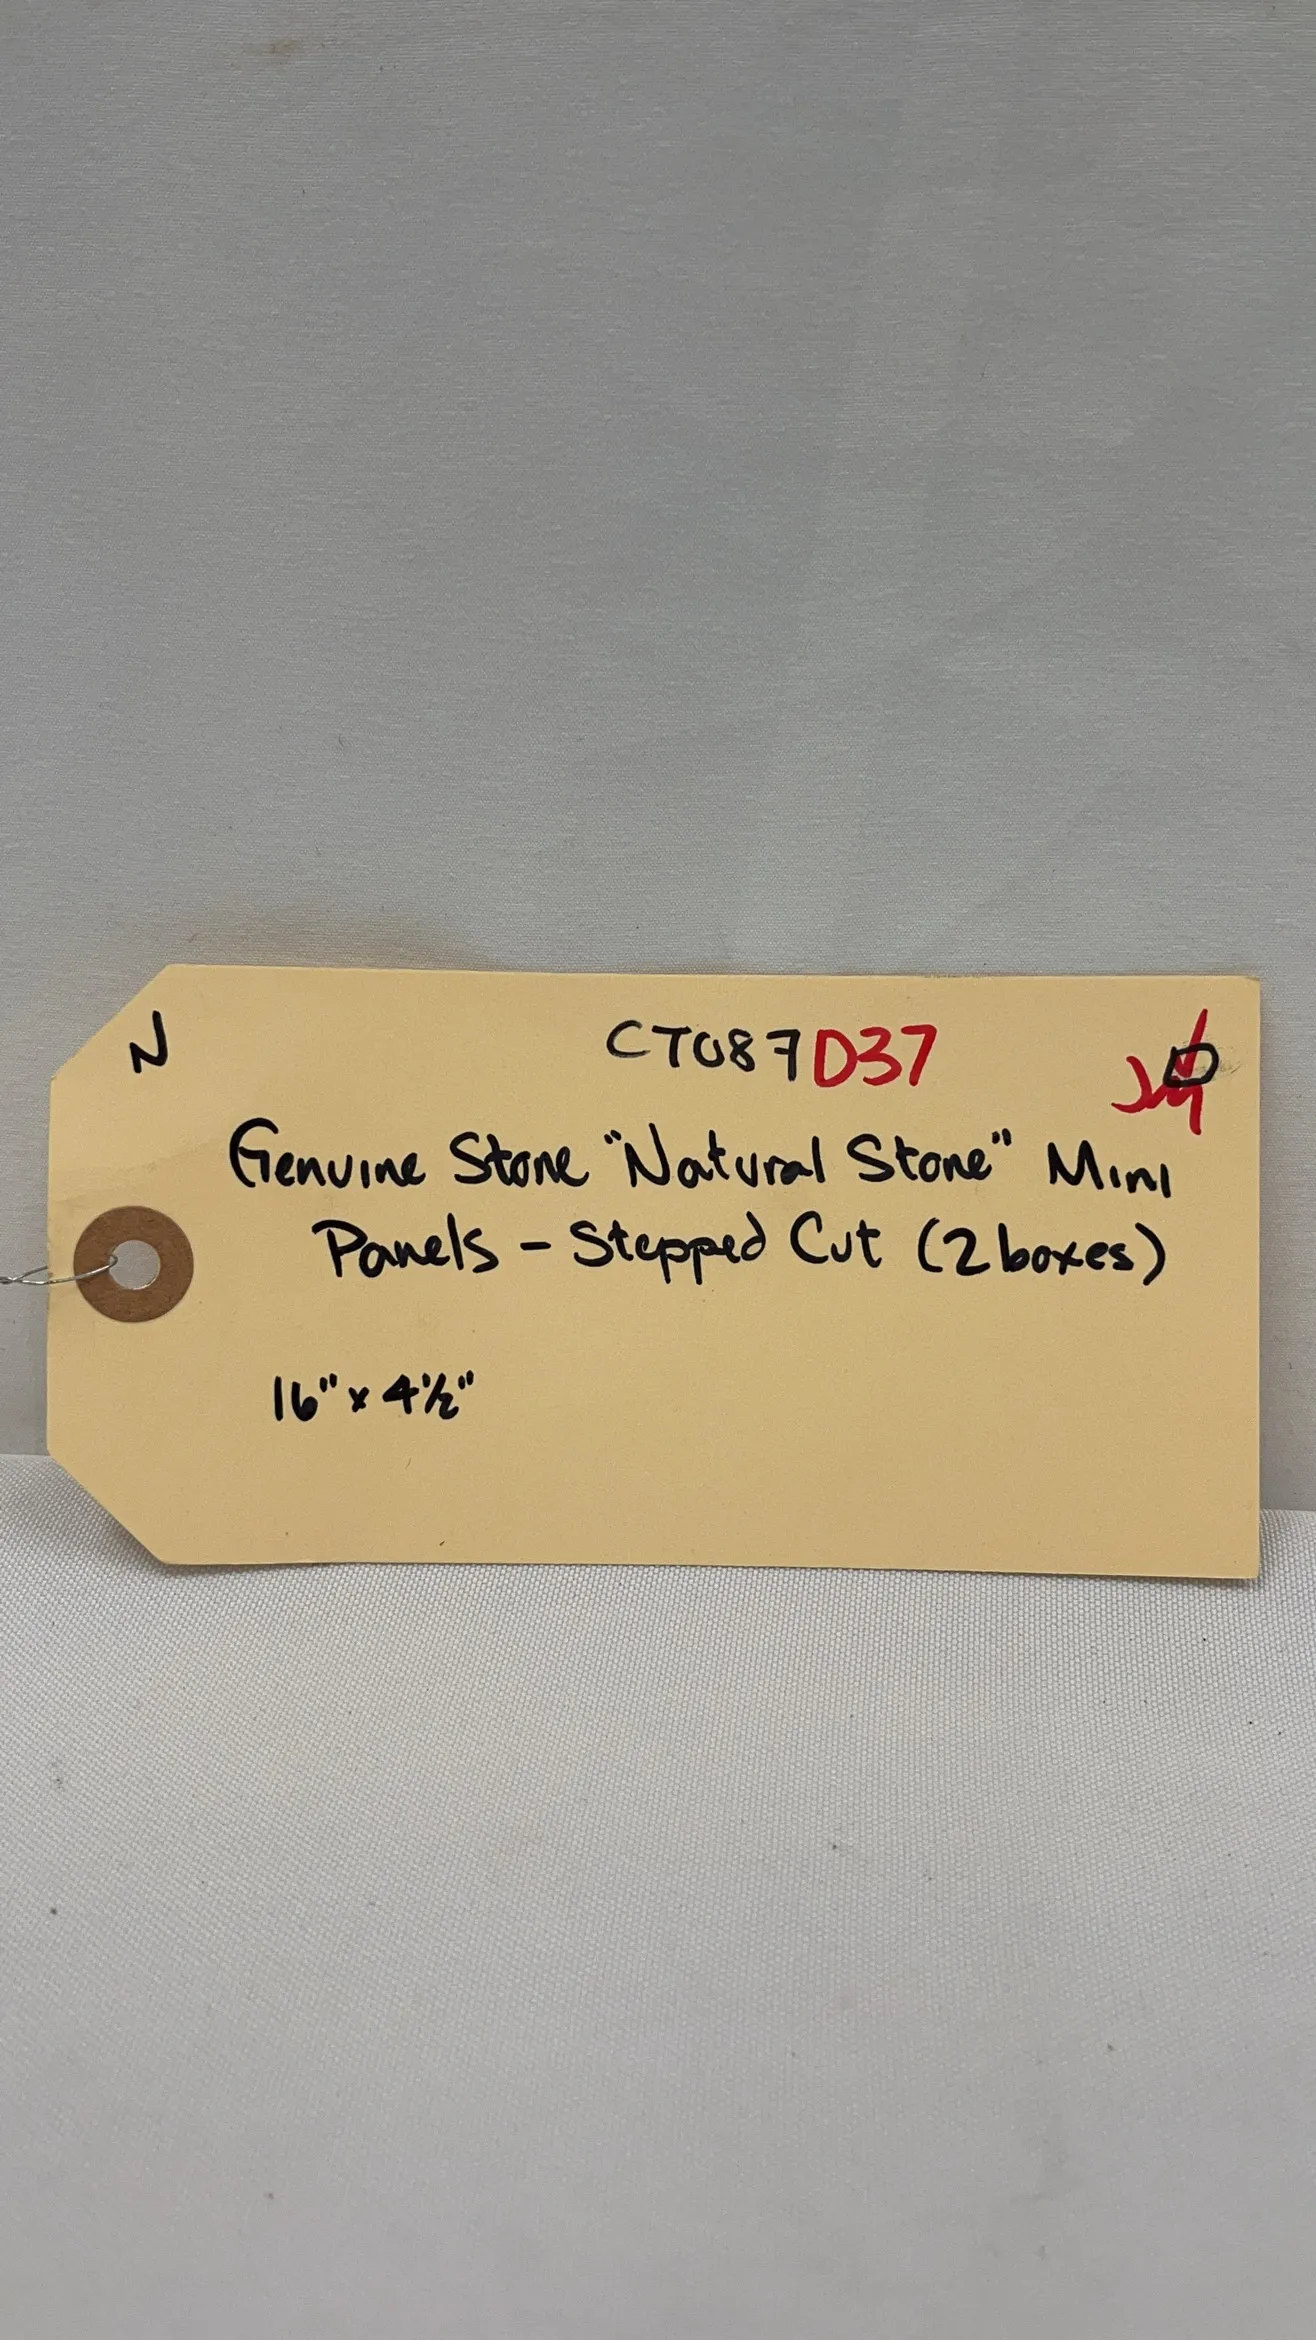 N
CT087D37
Genuine Stone "Natural Stone" Mini
Panels - Stepped Cut (2 boxes)
16" x 4½"